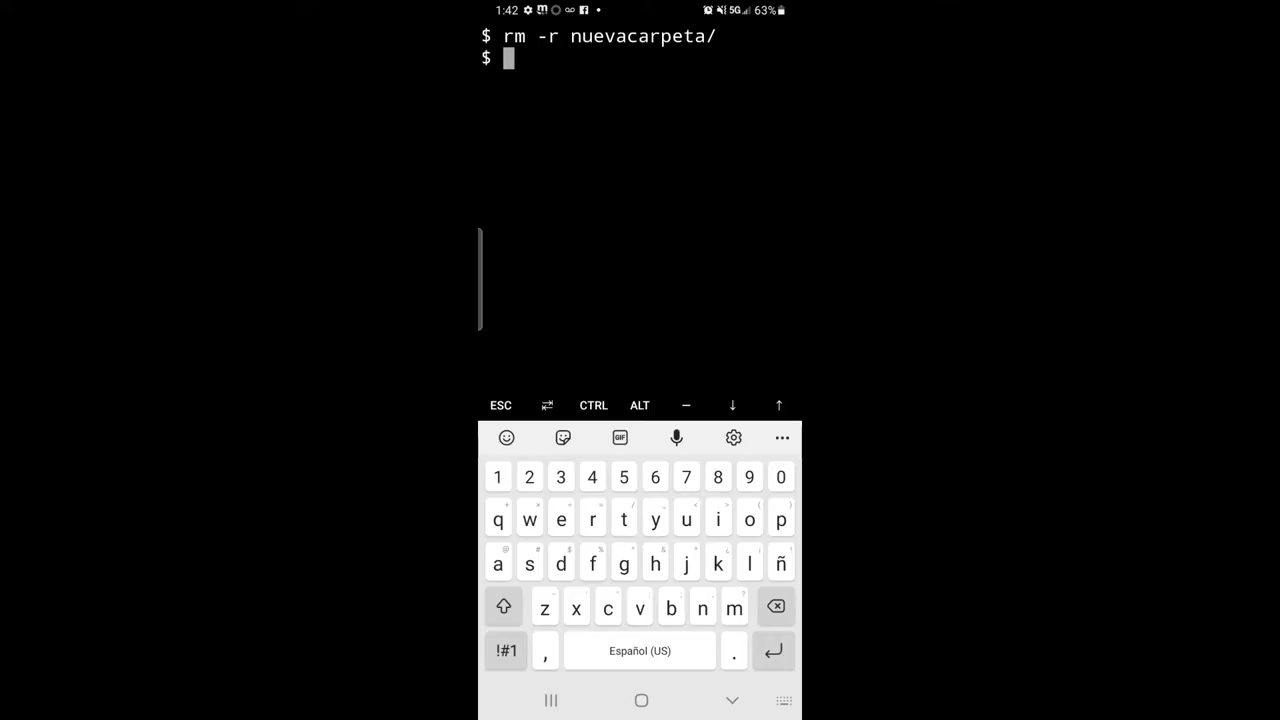 1:42 5G 63%
$ rm -r nuevacarpeta/
$
ESC CTRL ALT – ↓ ↑
GIF
1 2 3 4 5 6 7 8 9 0
q w e r t y u i o p
a s d f g h j k l ñ
z x c v b n m
!#1 , Español (US) .